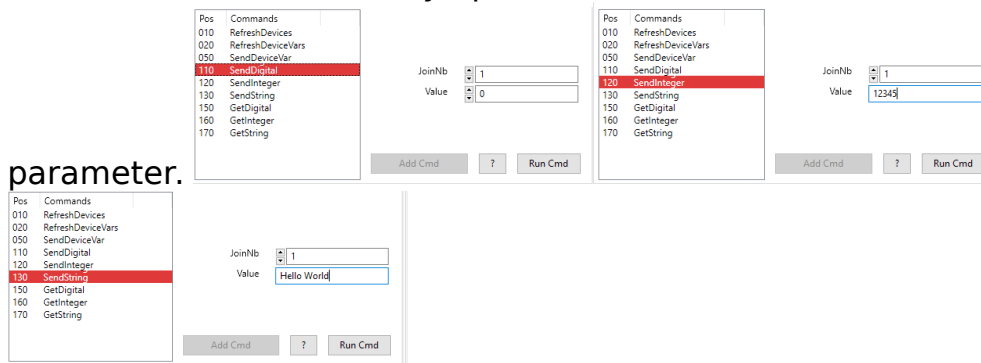 Pos Commands
010 RefreshDevices
020 RefreshDeviceVars
050 SendDeviceVar
110 SendDigital
120 SendInteger
130 SendString
150 GetDigital
160 GetInteger
170 GetString
JoinNb 1
Value 0
Add Cmd ? Run Cmd
Pos Commands
010 RefreshDevices
020 RefreshDeviceVars
050 SendDeviceVar
110 SendDigital
120 SendInteger
130 SendString
150 GetDigital
160 GetInteger
170 GetString
JoinNb 1
Value 12345
Add Cmd ? Run Cmd
parameter.
Pos Commands
010 RefreshDevices
020 RefreshDeviceVars
050 SendDeviceVar
110 SendDigital
120 SendInteger
130 SendString
150 GetDigital
160 GetInteger
170 GetString
JoinNb 1
Value Hello World
Add Cmd ? Run Cmd